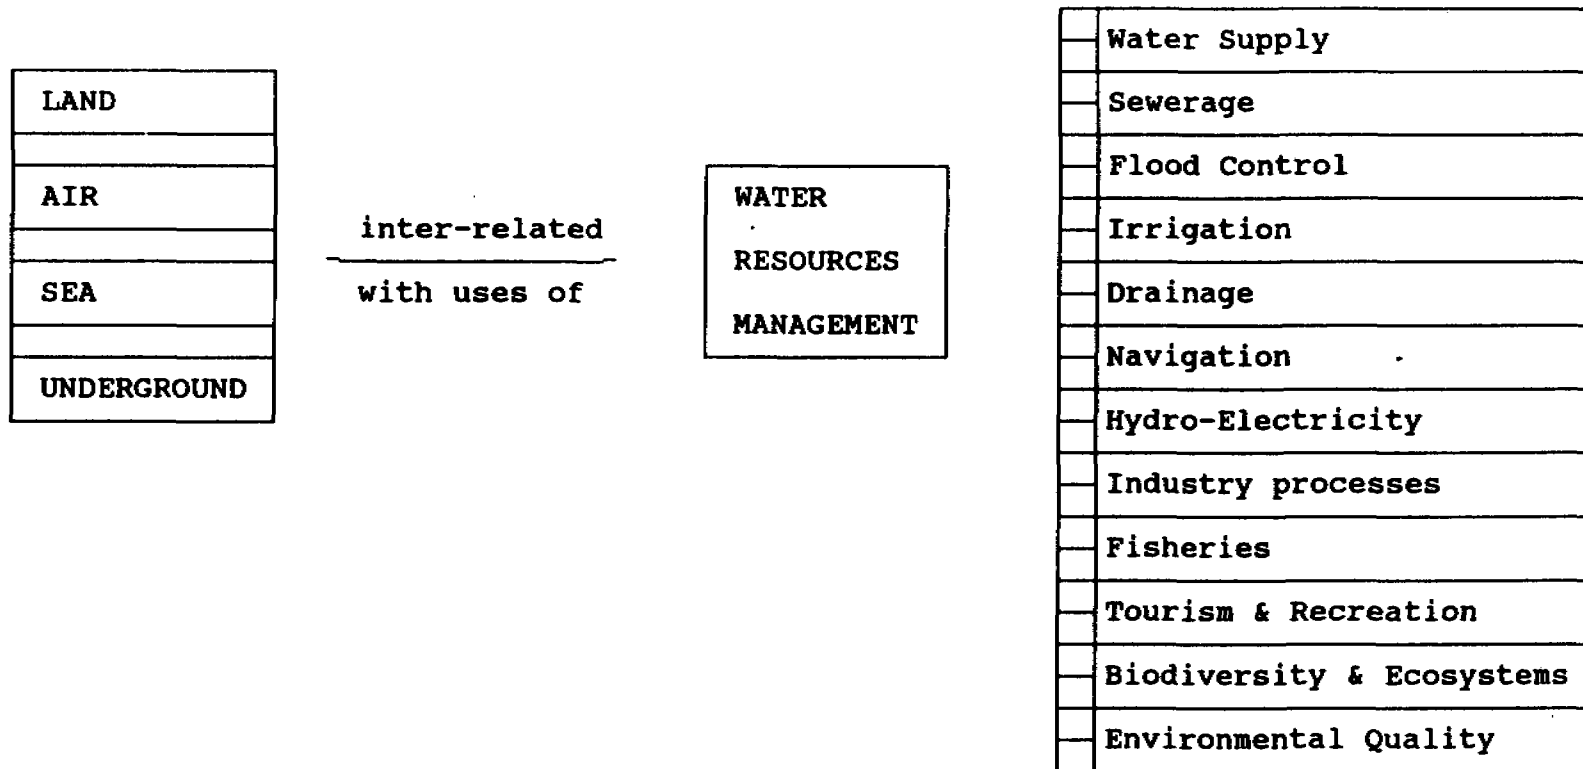 LAND
AIR
SEA
UNDERGROUND
inter-related
with uses of
WATER
RESOURCES
MANAGEMENT
Water Supply
Sewerage
Flood Control
Irrigation
Drainage
Navigation
Hydro-Electricity
Industry processes
Fisheries
Tourism & Recreation
Biodiversity & Ecosystems
Environmental Quality